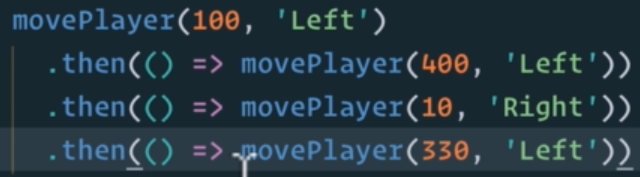 movePlayer(100, 'Left')
.then(() => movePlayer(400, 'Left'))
.then(() => movePlayer(10, 'Right'))
.then(() => movePlayer(330, 'Left'))